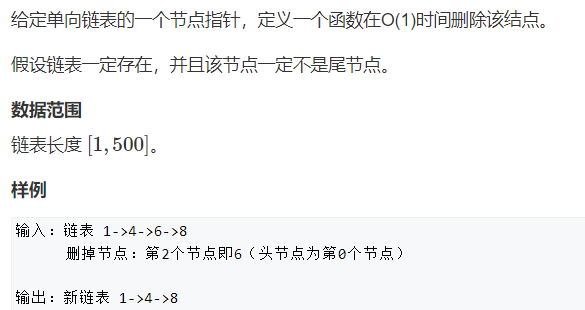 给定单向链表的一个节点指针，定义一个函数在O(1)时间删除该结点。
假设链表一定存在，并且该节点一定不是尾节点。
数据范围
链表长度 [1, 500]。
样例
输入：链表 1->4->6->8
删掉节点：第2个节点即6（头节点为第0个节点）
输出：新链表 1->4->8